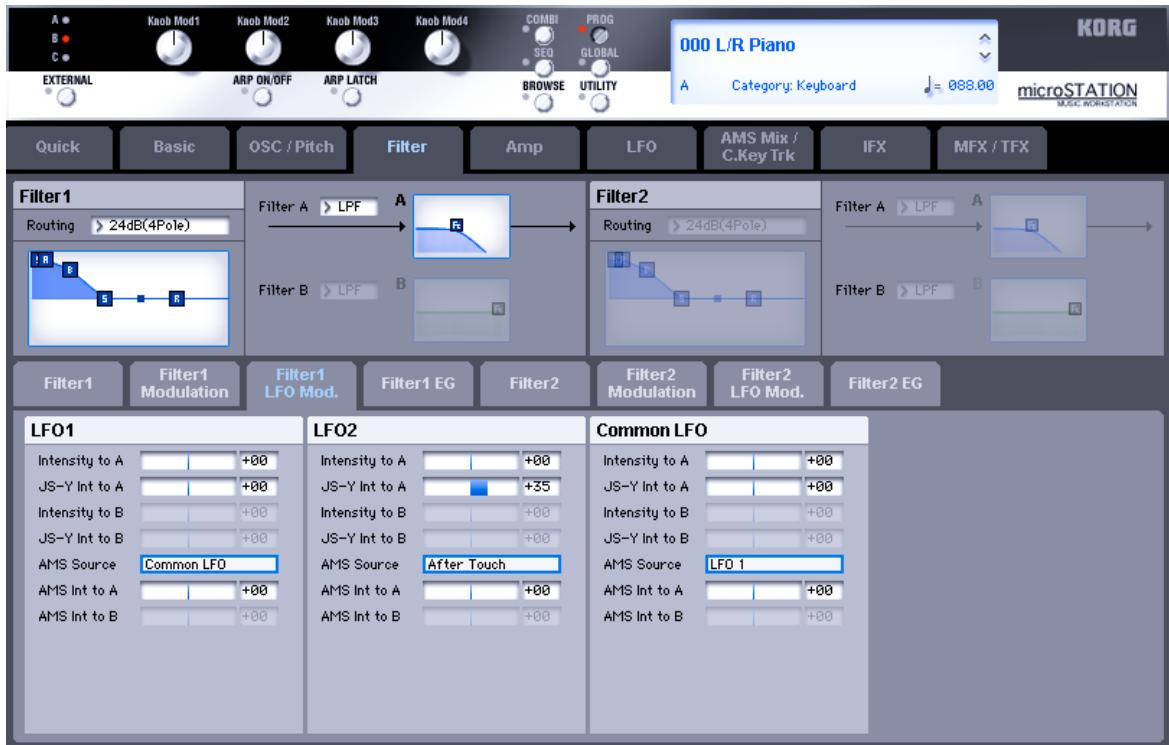 A
B
C
EXTERNAL
Knob Mod1 Knob Mod2 Knob Mod3 Knob Mod4
ARP ON/OFF ARP LATCH
COMBI PROG
SEQ GLOBAL
BROWSE UTILITY
000 L/R Piano
A Category: Keyboard ♩= 088.00
KORG
microSTATION
MUSIC WORKSTATION
Quick Basic OSC / Pitch Filter Amp LFO AMS Mix / C.Key Trk IFX MFX / TFX
Filter1
Routing 24dB(4Pole)
A B S R
Filter A LPF A
Fc
Filter B LPF B
Fc
Filter2
Routing 24dB(4Pole)
Filter A LPF A
Fc
Filter B LPF B
Fc
Filter1
Filter1 Modulation
Filter1 LFO Mod.
Filter1 EG
Filter2
Filter2 Modulation
Filter2 LFO Mod.
Filter2 EG
LFO1
Intensity to A +00
JS-Y Int to A +00
Intensity to B +00
JS-Y Int to B +00
AMS Source Common LFO
AMS Int to A +00
AMS Int to B +00
LFO2
Intensity to A +00
JS-Y Int to A +35
Intensity to B +00
JS-Y Int to B +00
AMS Source After Touch
AMS Int to A +00
AMS Int to B +00
Common LFO
Intensity to A +00
JS-Y Int to A +00
Intensity to B +00
JS-Y Int to B +00
AMS Source LFO 1
AMS Int to A +00
AMS Int to B +00